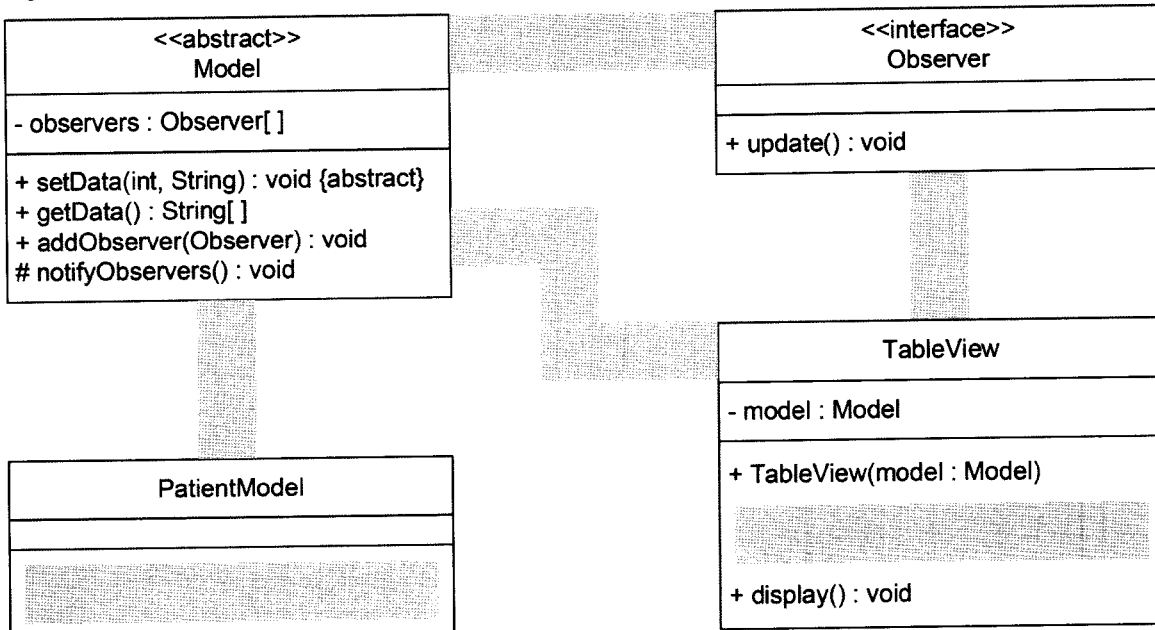 <<abstract>>
Model
- observers : Observer[ ]
+ setData(int, String) : void {abstract}
+ getData() : String[ ]
+ addObserver(Observer) : void
# notifyObservers() : void
<<interface>>
Observer
+ update() : void
PatientModel
TableView
- model : Model
+ TableView(model : Model)
+ display() : void